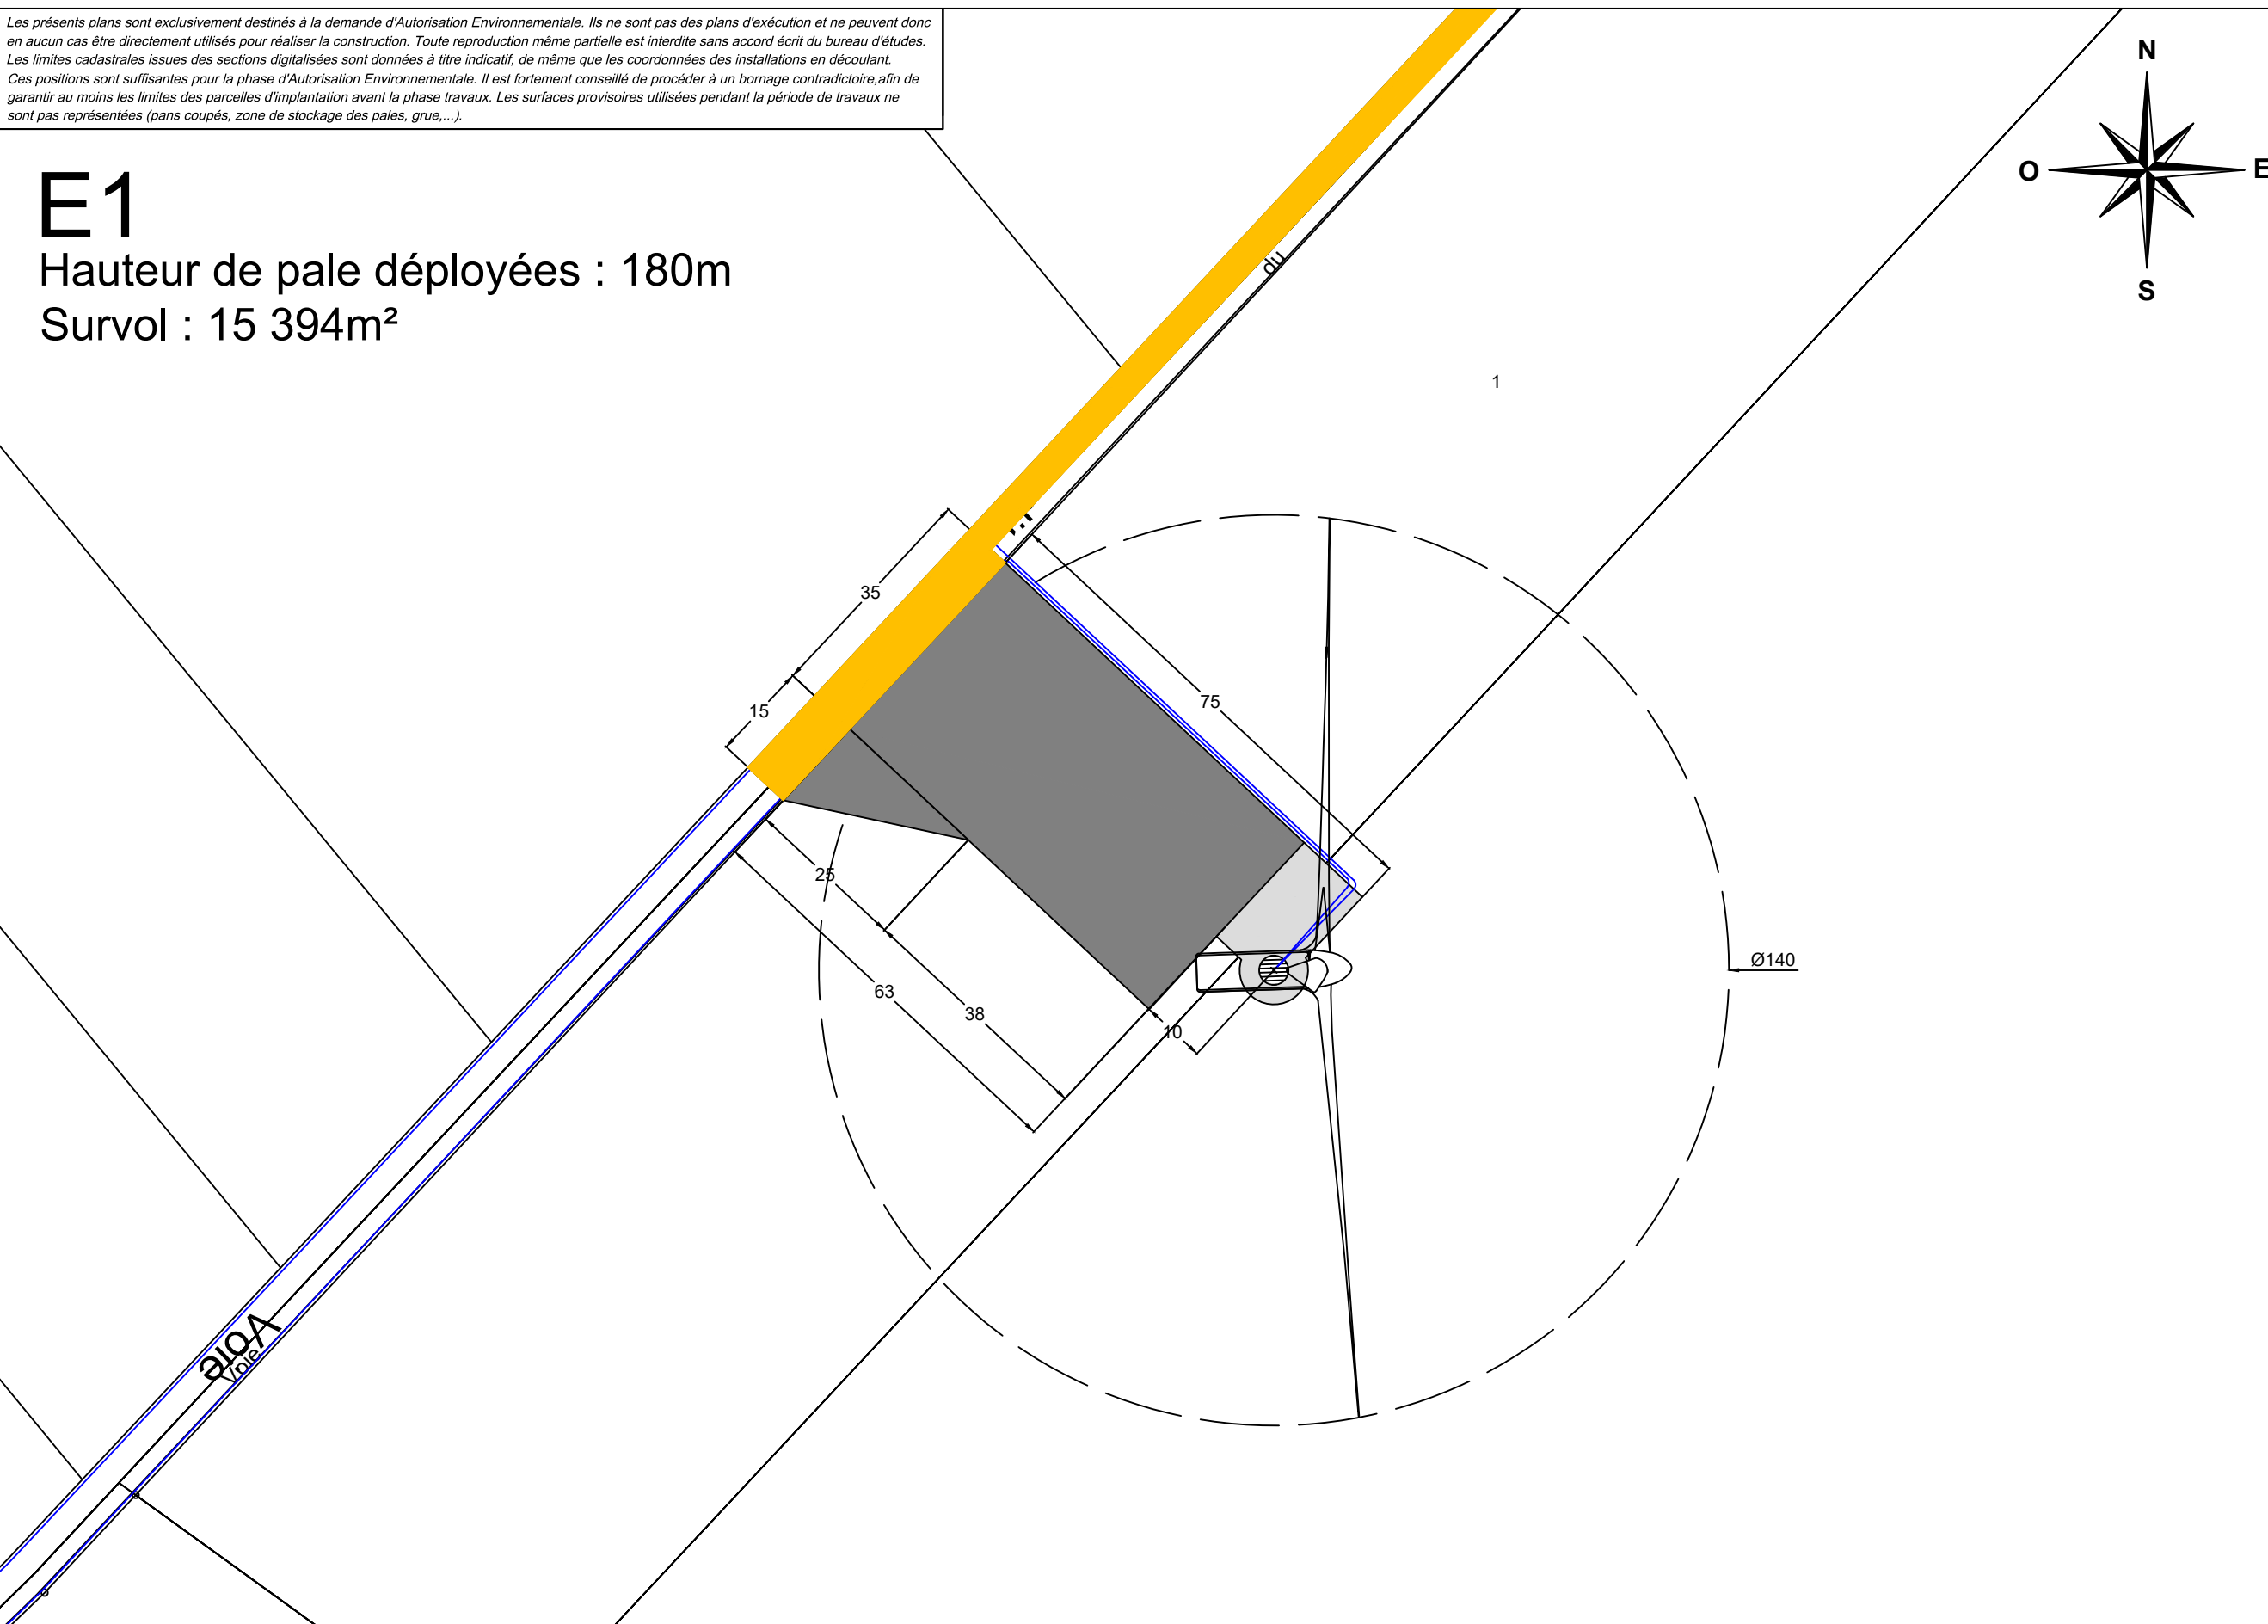 Les présents plans sont exclusivement destinés à la demande d'Autorisation Environnementale. Ils ne sont pas des plans d'exécution et ne peuvent donc
en aucun cas être directement utilisés pour réaliser la construction. Toute reproduction même partielle est interdite sans accord écrit du bureau d'études.
Les limites cadastrales issues des sections digitalisées sont données à titre indicatif, de même que les coordonnées des installations en découlant.
Ces positions sont suffisantes pour la phase d'Autorisation Environnementale. Il est fortement conseillé de procéder à un bornage contradictoire,afin de
garantir au moins les limites des parcelles d'implantation avant la phase travaux. Les surfaces provisoires utilisées pendant la période de travaux ne
sont pas représentées (pans coupés, zone de stockage des pales, grue,...).
N
O
E
S
E1
Hauteur de pale déployées : 180m
Survol : 15 394m²
du
1
35
15
75
25
63
38
10
Ø140
Voie
Voie